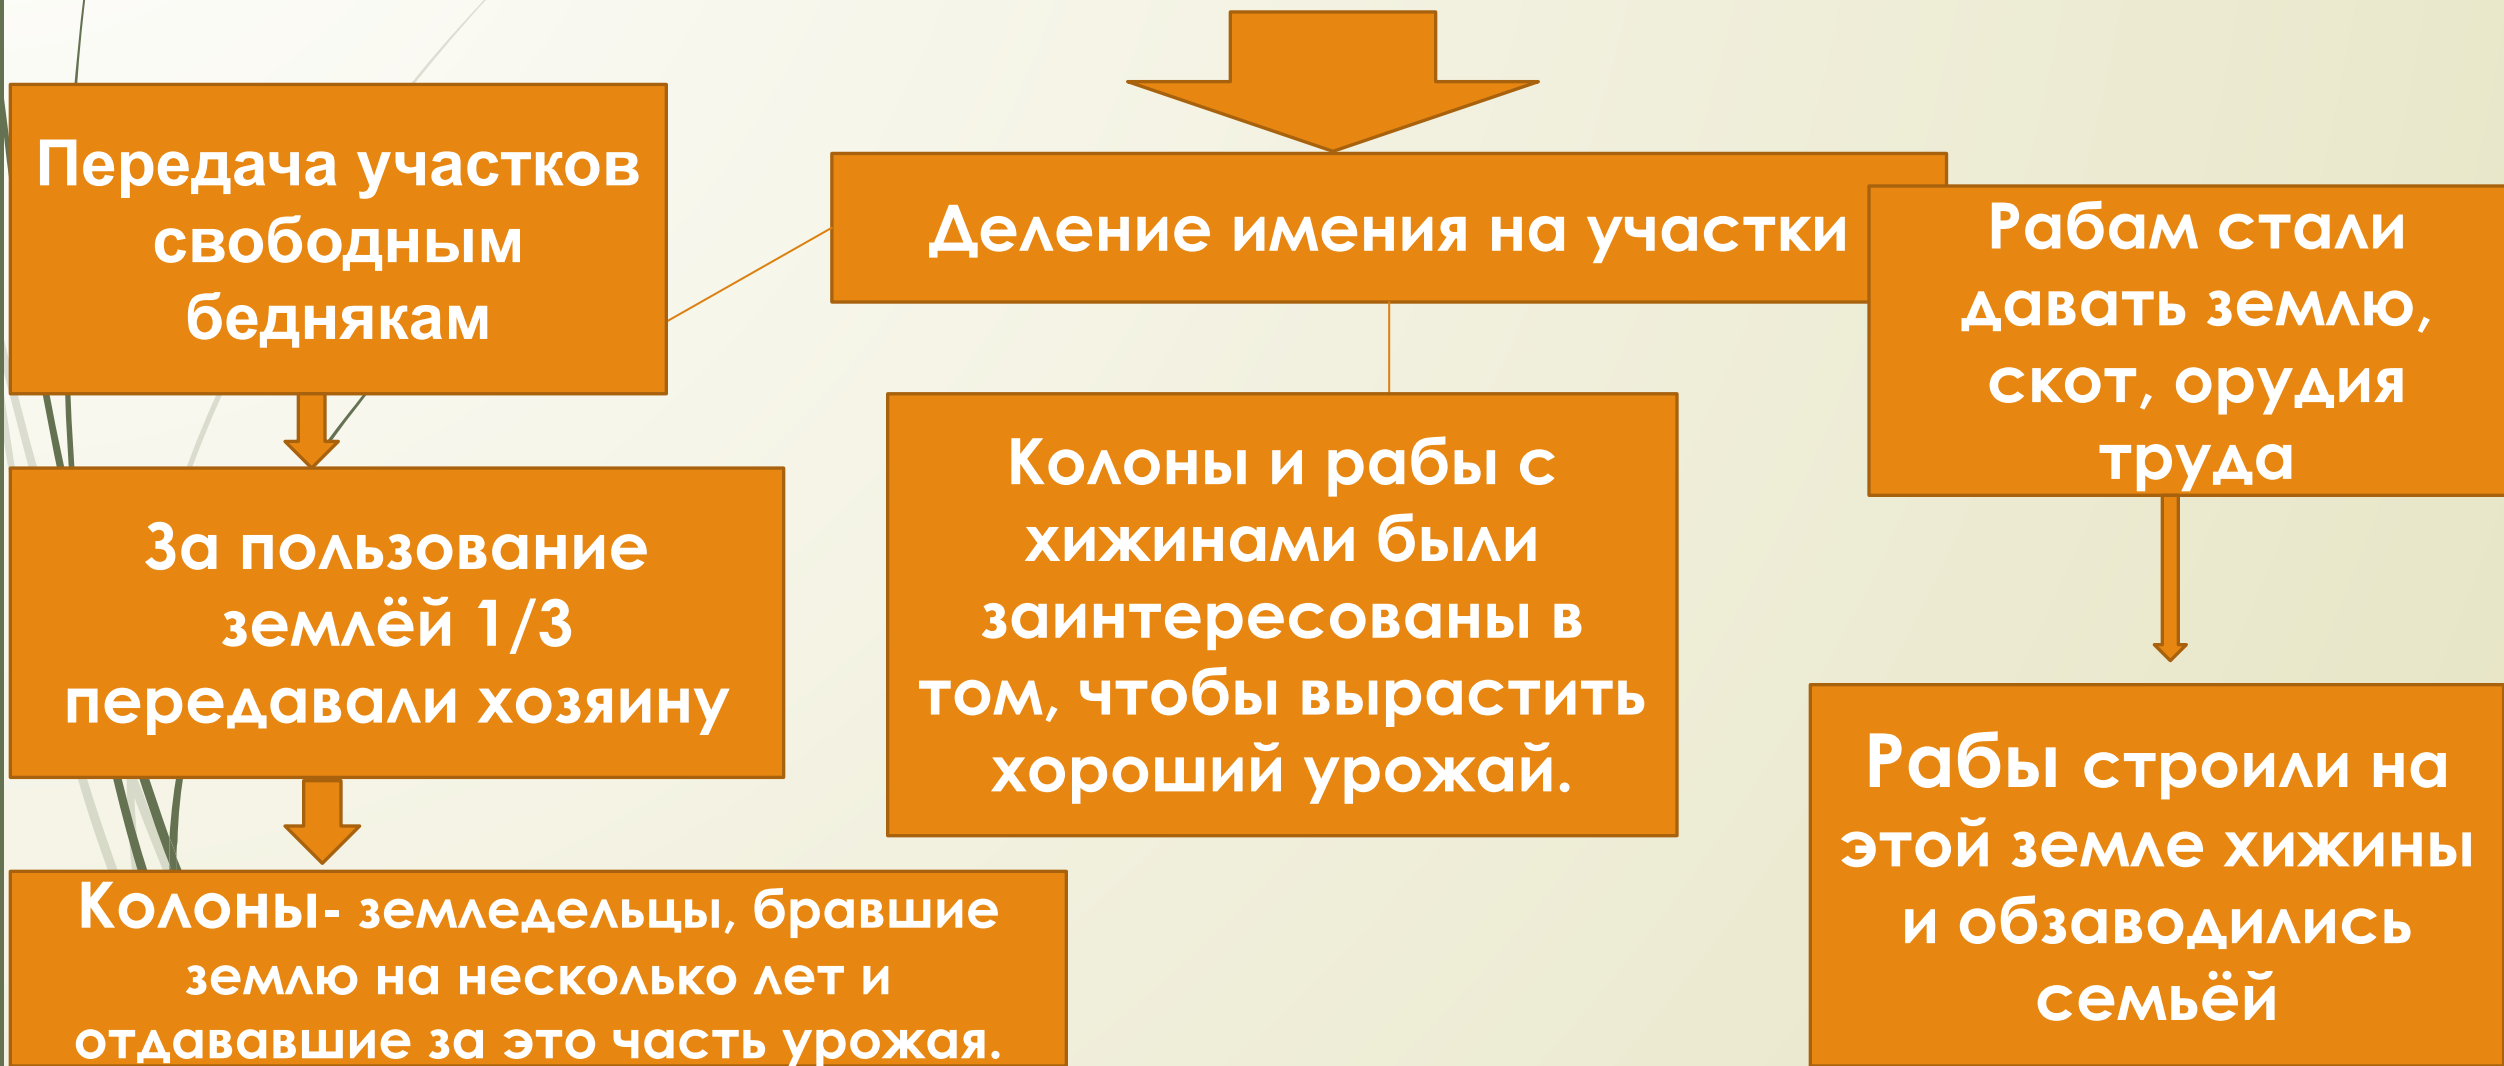 Передача участков
свободным
беднякам
Деление имения на участки
Рабам стали
давать землю,
скот, орудия
труда
За пользование
землёй 1/3
передавали хозяину
Колоны и рабы с
хижинами были
заинтересованы в
том, что бы вырастить
хороший урожай.
Рабы строили на
этой земле хижины
и обзаводились
семьёй
Колоны- земледельцы, бравшие
землю на несколько лет и
отдававшие за это часть урожая.